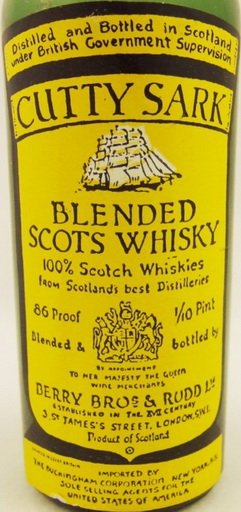 Distilled and Bottled in Scotland
under British Government Supervision
CUTTY SARK
BLENDED
SCOTS WHISKY
100% Scotch Whiskies
from Scotland's best Distilleries
86 Proof
1/10 Pint
Blended &
bottled by
BY APPOINTMENT
TO HER MAJESTY THE QUEEN
WINE MERCHANTS
BERRY BROS & RUDD LTD
ESTABLISHED IN THE XVII CENTURY
3, ST JAMES'S STREET, LONDON, S.W.1.
Product of Scotland
IMPORTED BY
THE BUCKINGHAM CORPORATION NEW YORK, N.Y.
SOLE SELLING AGENTS FOR THE
UNITED STATES OF AMERICA